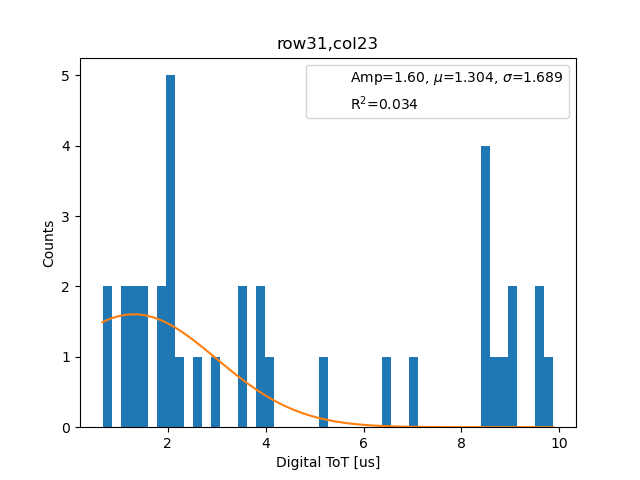 row31,col23
Amp=1.60, μ=1.304, σ=1.689
R²=0.034
5
4
3
2
1
0
Counts
2 4 6 8 10
Digital ToT [us]